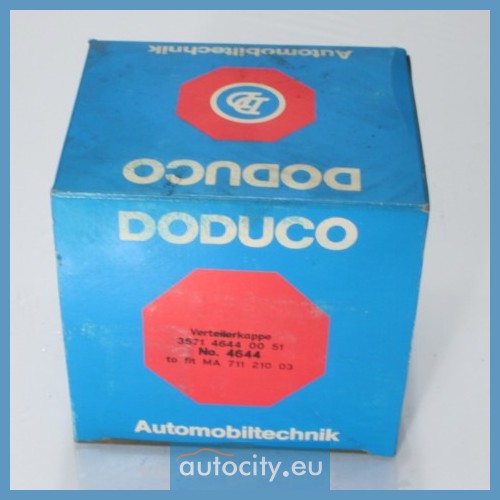 Automobiltechnik
DODUCO
DODUCO
Verteilerkappe
3571 4644 00 51
No. 4644
to fit MA 711 210 03
Automobiltechnik
autocity.eu